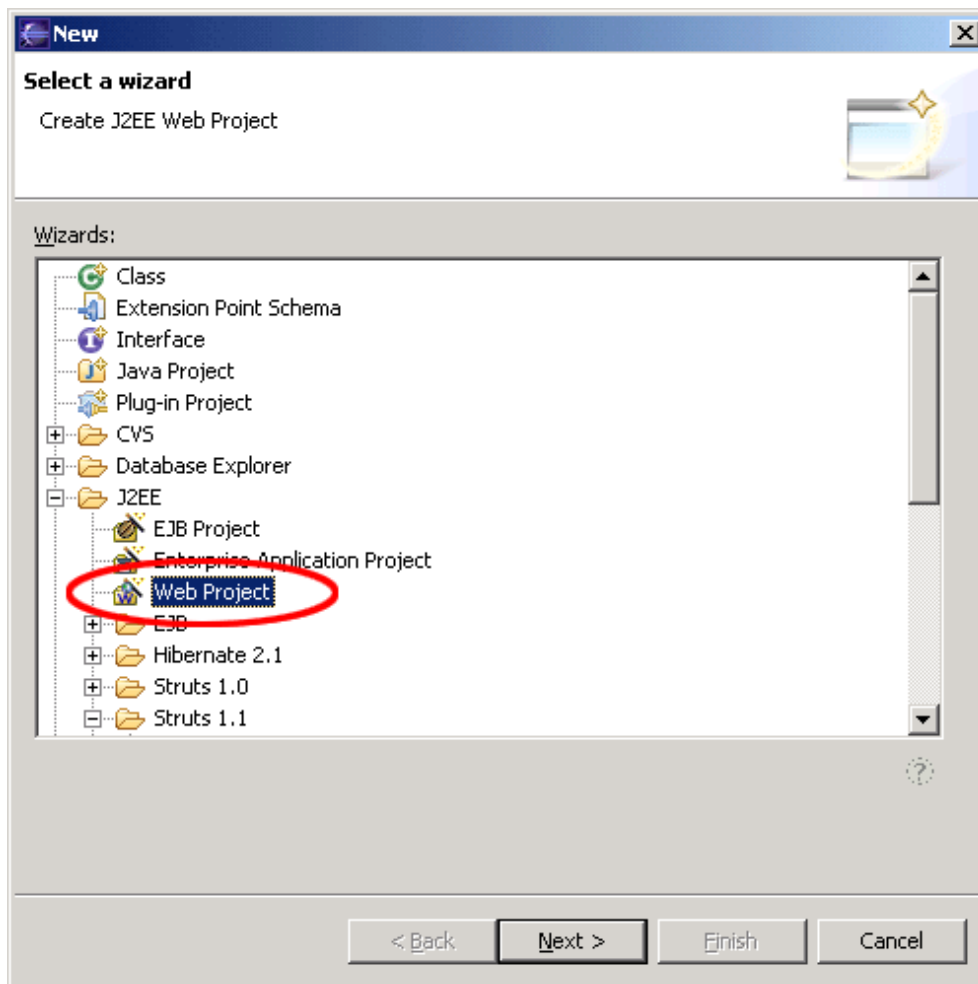 New
Select a wizard
Create J2EE Web Project
Wizards:
Class
Extension Point Schema
Interface
Java Project
Plug-in Project
CVS
Database Explorer
J2EE
EJB Project
Enterprise Application Project
Web Project
EJB
Hibernate 2.1
Struts 1.0
Struts 1.1
?
< Back Next > Finish Cancel